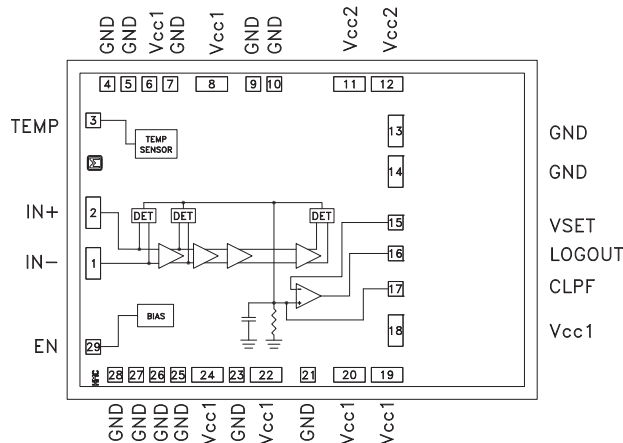 GND GND Vcc1 GND Vcc1 GND GND Vcc2 Vcc2
4 5 6 7 8 9 10 11 12
TEMP 3 TEMP SENSOR 13 GND
14 GND
IN+ 2 DET DET DET 15 VSET
IN- 1 16 LOGOUT
- + 17 CLPF
EN 29 BIAS 18 Vcc1
28 27 26 25 24 23 22 21 20 19
GND GND GND GND Vcc1 GND Vcc1 GND Vcc1 Vcc1